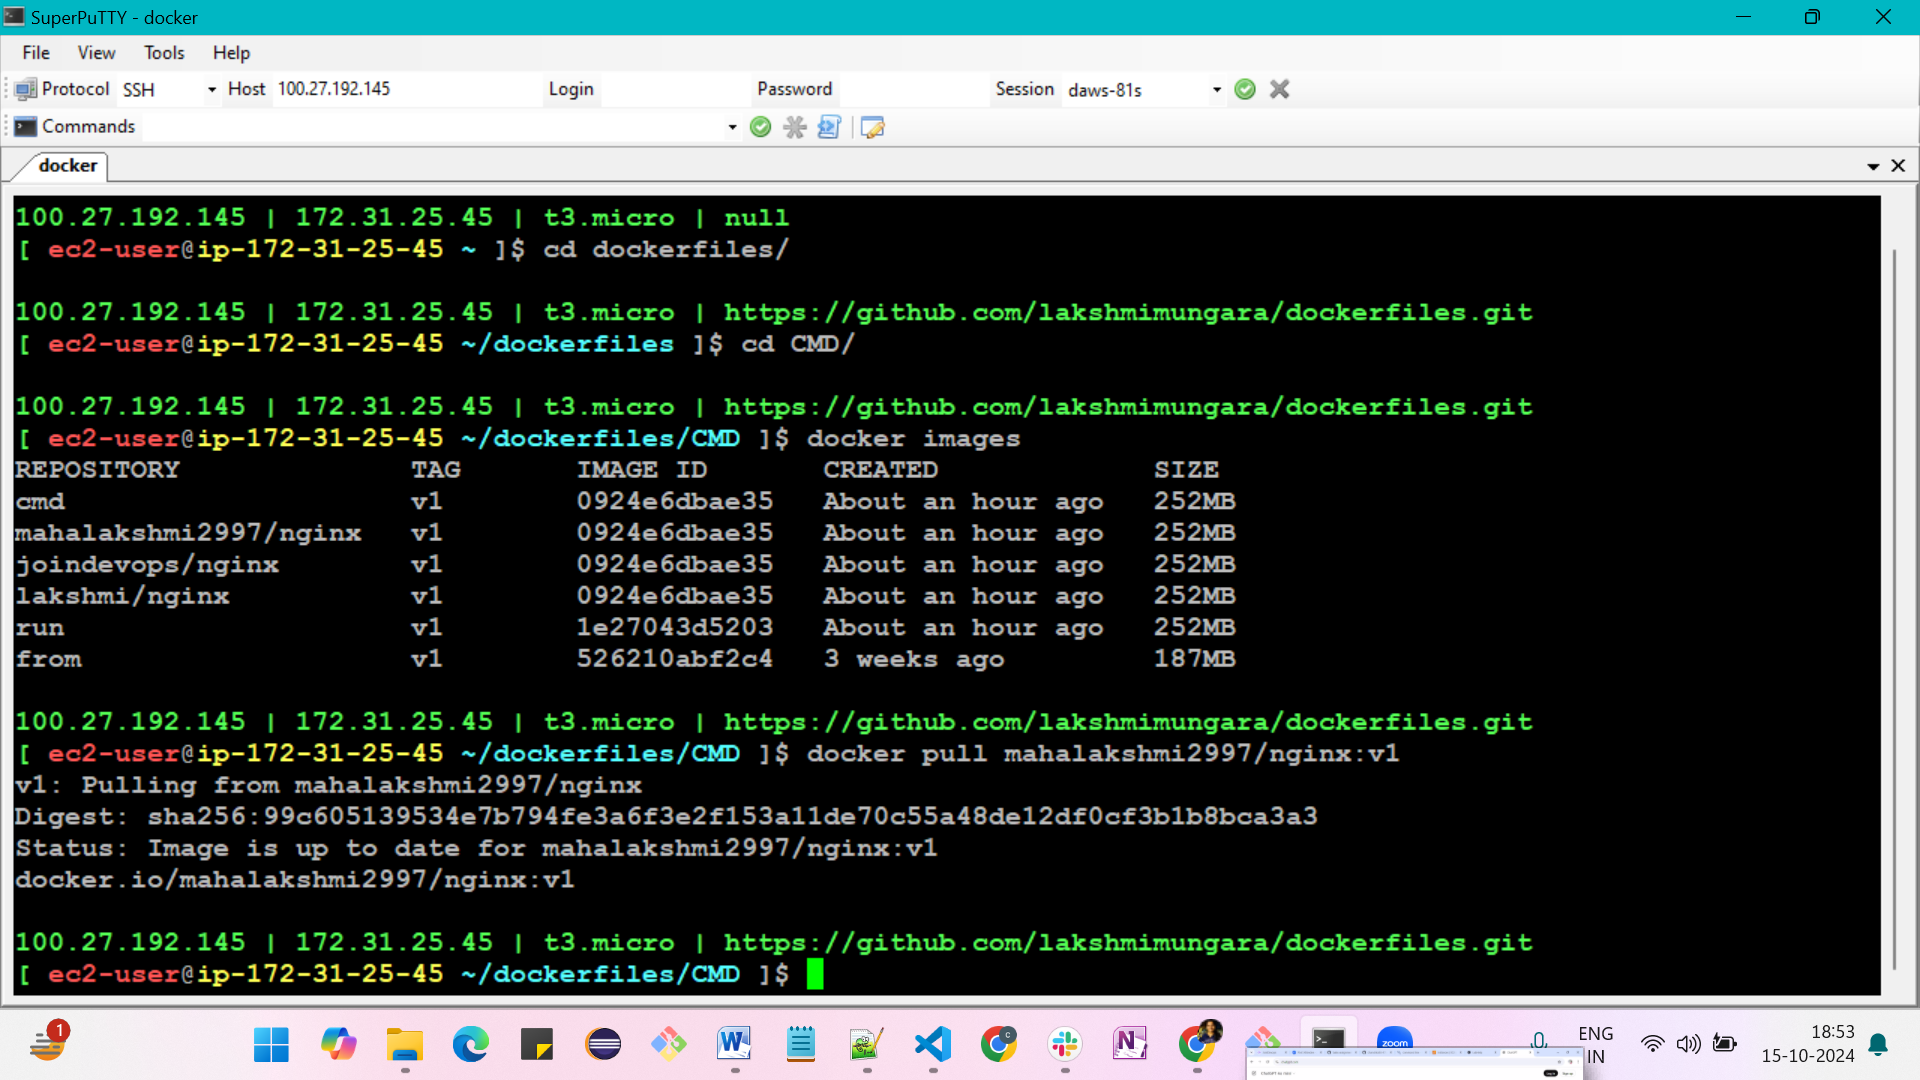 SuperPuTTY - docker
File View Tools Help
Protocol SSH Host 100.27.192.145 Login Password Session daws-81s
Commands
docker
100.27.192.145 | 172.31.25.45 | t3.micro | null
[ ec2-user@ip-172-31-25-45 ~ ]$ cd dockerfiles/
100.27.192.145 | 172.31.25.45 | t3.micro | https://github.com/lakshmimungara/dockerfiles.git
[ ec2-user@ip-172-31-25-45 ~/dockerfiles ]$ cd CMD/
100.27.192.145 | 172.31.25.45 | t3.micro | https://github.com/lakshmimungara/dockerfiles.git
[ ec2-user@ip-172-31-25-45 ~/dockerfiles/CMD ]$ docker images
REPOSITORY TAG IMAGE ID CREATED SIZE
cmd v1 0924e6dbae35 About an hour ago 252MB
mahalakshmi2997/nginx v1 0924e6dbae35 About an hour ago 252MB
joindevops/nginx v1 0924e6dbae35 About an hour ago 252MB
lakshmi/nginx v1 0924e6dbae35 About an hour ago 252MB
run v1 1e27043d5203 About an hour ago 252MB
from v1 526210abf2c4 3 weeks ago 187MB
100.27.192.145 | 172.31.25.45 | t3.micro | https://github.com/lakshmimungara/dockerfiles.git
[ ec2-user@ip-172-31-25-45 ~/dockerfiles/CMD ]$ docker pull mahalakshmi2997/nginx:v1
v1: Pulling from mahalakshmi2997/nginx
Digest: sha256:99c605139534e7b794fe3a6f3e2f153a11de70c55a48de12df0cf3b1b8bca3a3
Status: Image is up to date for mahalakshmi2997/nginx:v1
docker.io/mahalakshmi2997/nginx:v1
100.27.192.145 | 172.31.25.45 | t3.micro | https://github.com/lakshmimungara/dockerfiles.git
[ ec2-user@ip-172-31-25-45 ~/dockerfiles/CMD ]$
1 zoom ENG 18:53
IN 15-10-2024